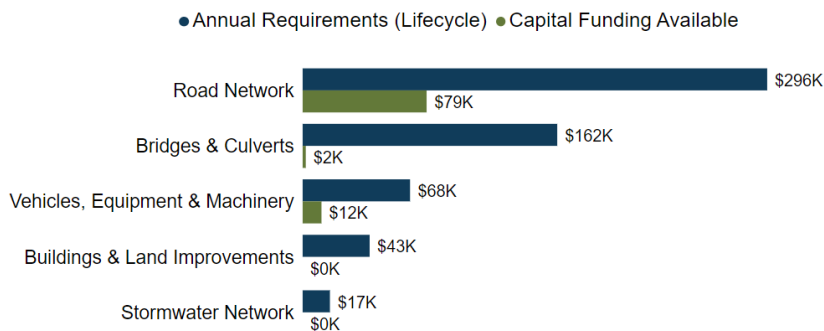 Annual Requirements (Lifecycle) Capital Funding Available
Road Network
$296K
$79K
Bridges & Culverts
$162K
$2K
Vehicles, Equipment & Machinery
$68K
$12K
Buildings & Land Improvements
$43K
$0K
Stormwater Network
$17K
$0K